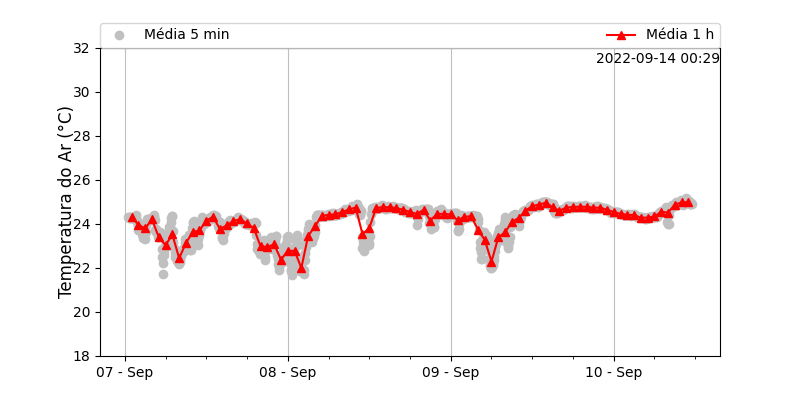 Média 5 min
Média 1 h
2022-09-14 00:29
Temperatura do Ar (°C)
32
30
28
26
24
22
20
18
07 - Sep
08 - Sep
09 - Sep
10 - Sep